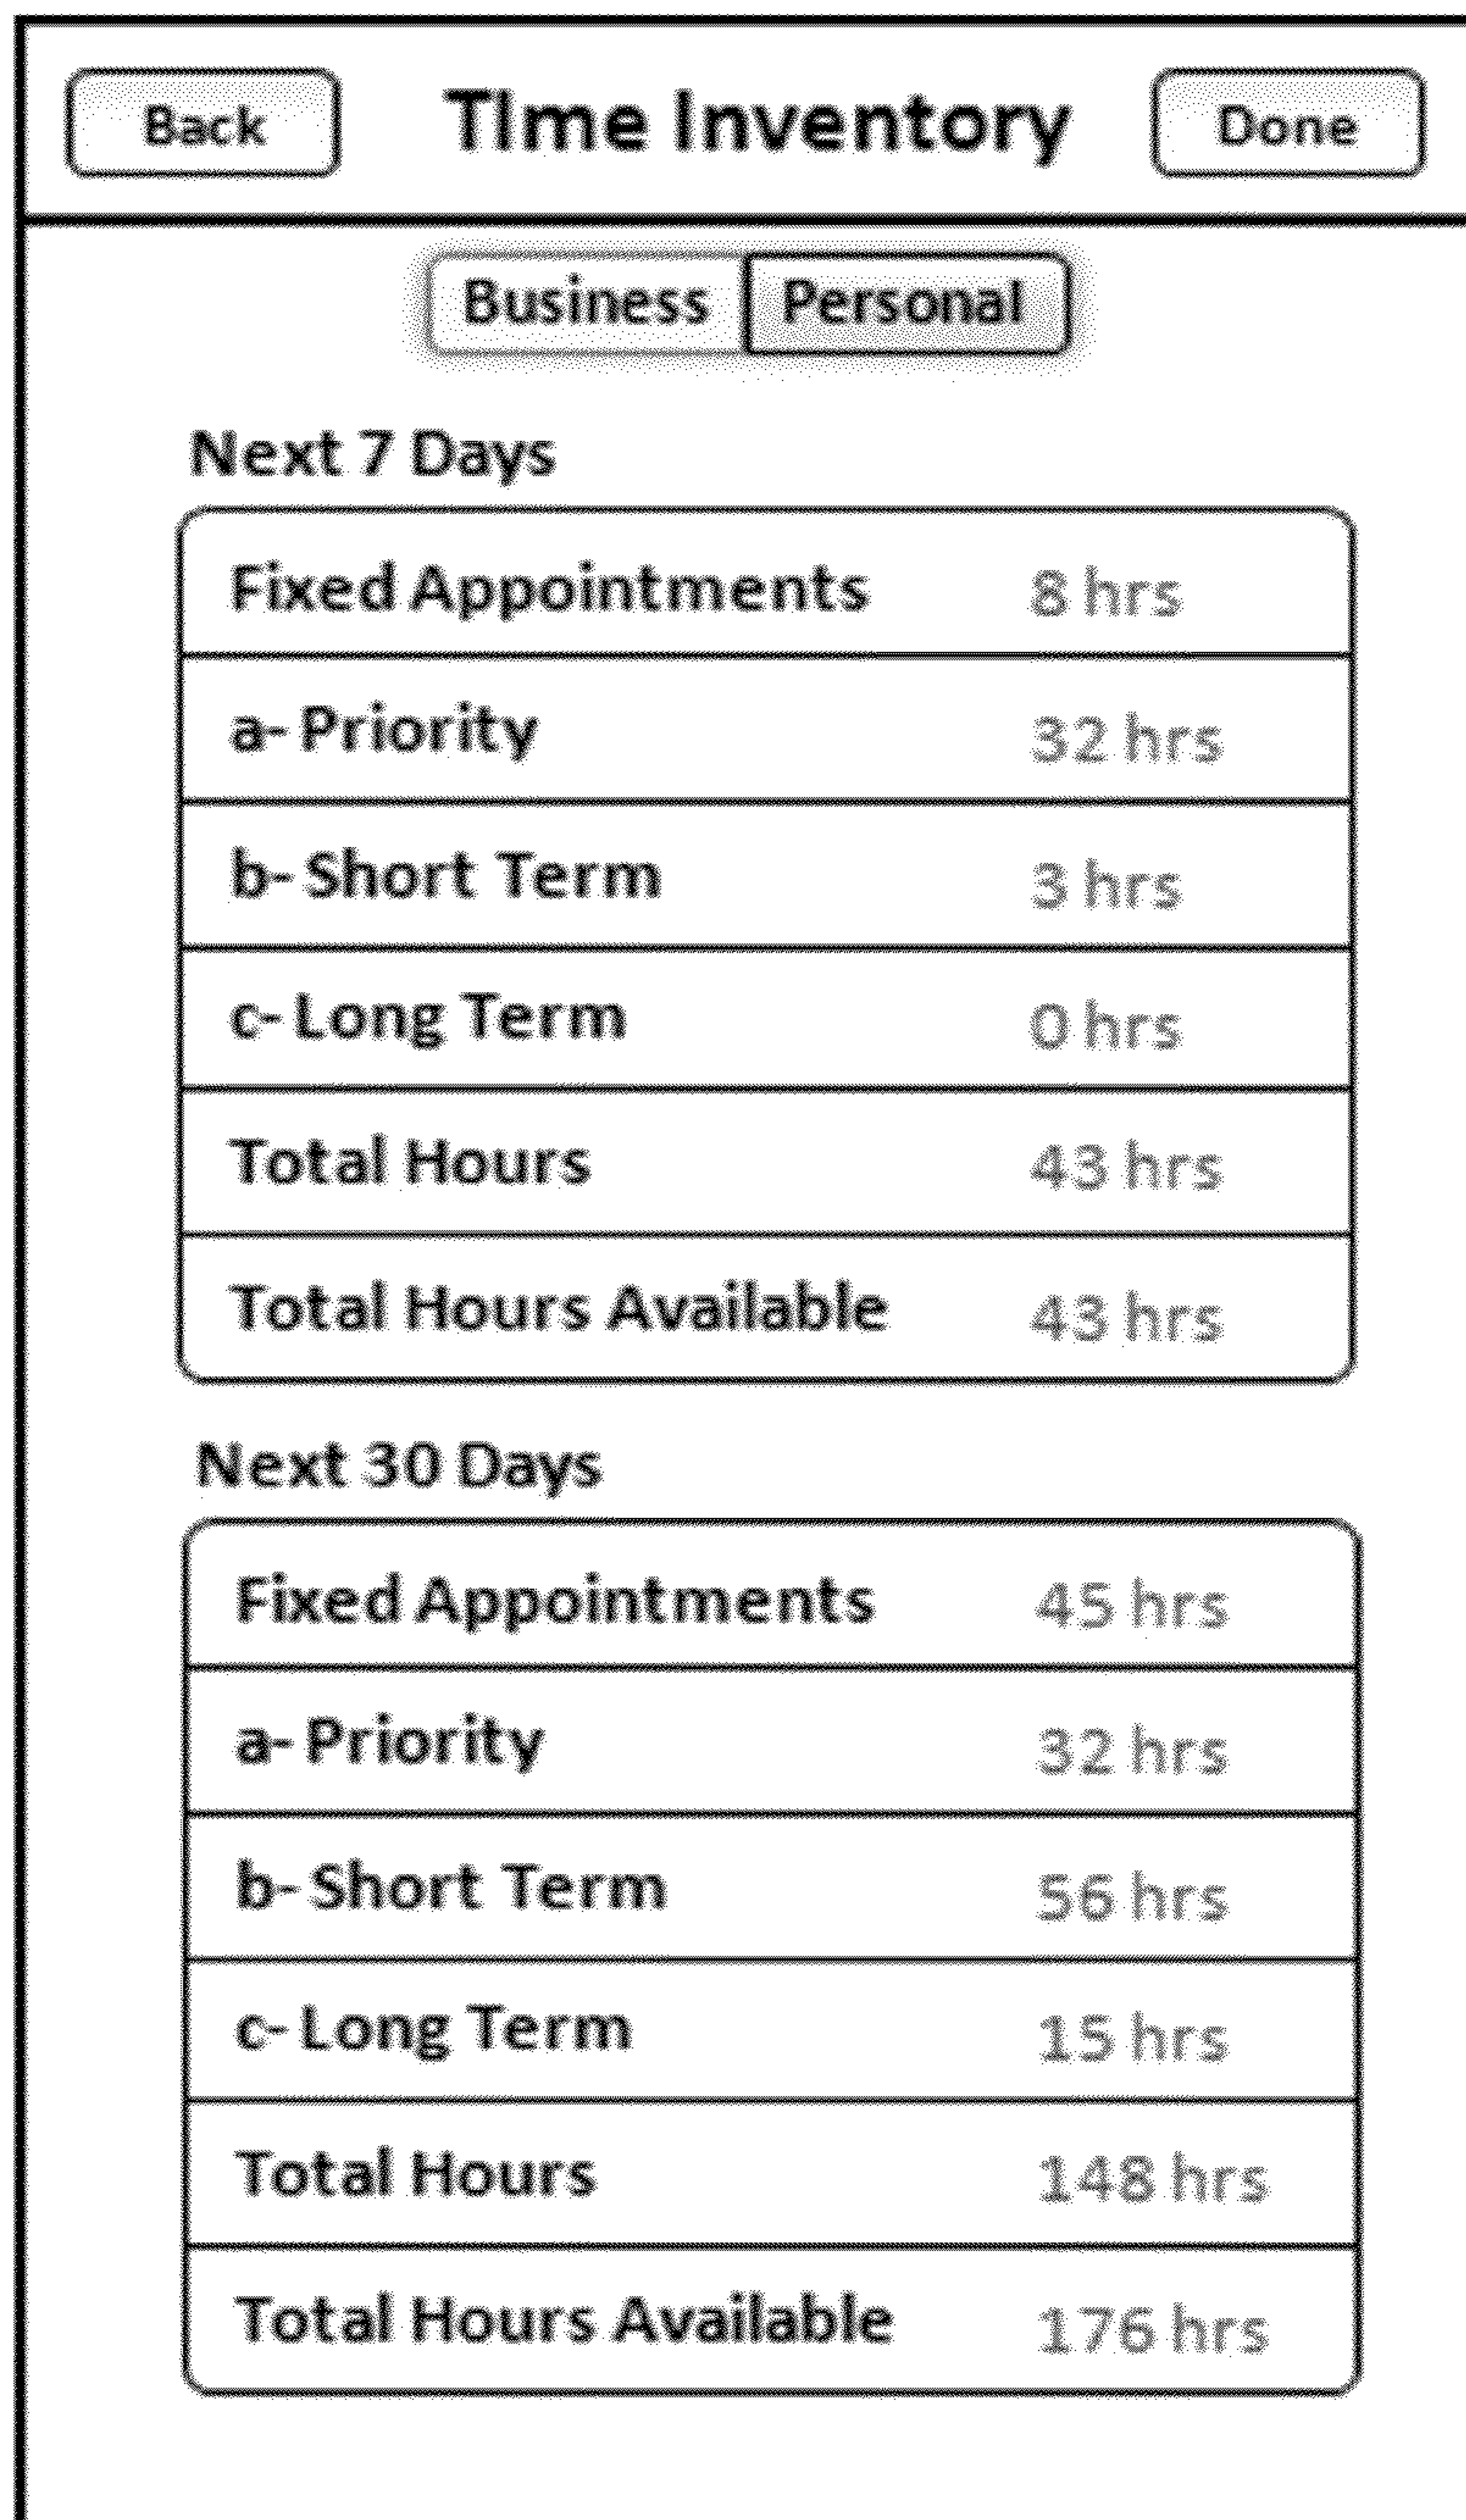 Back TIme Inventory Done
Business Personal
Next 7 Days
Fixed Appointments 8 hrs
a- Priority 32 hrs
b- Short Term 3 hrs
c- Long Term 0 hrs
Total Hours 43 hrs
Total Hours Available 43 hrs
Next 30 Days
Fixed Appointments 45 hrs
a- Priority 32 hrs
b- Short Term 56 hrs
c- Long Term 15 hrs
Total Hours 148 hrs
Total Hours Available 176 hrs